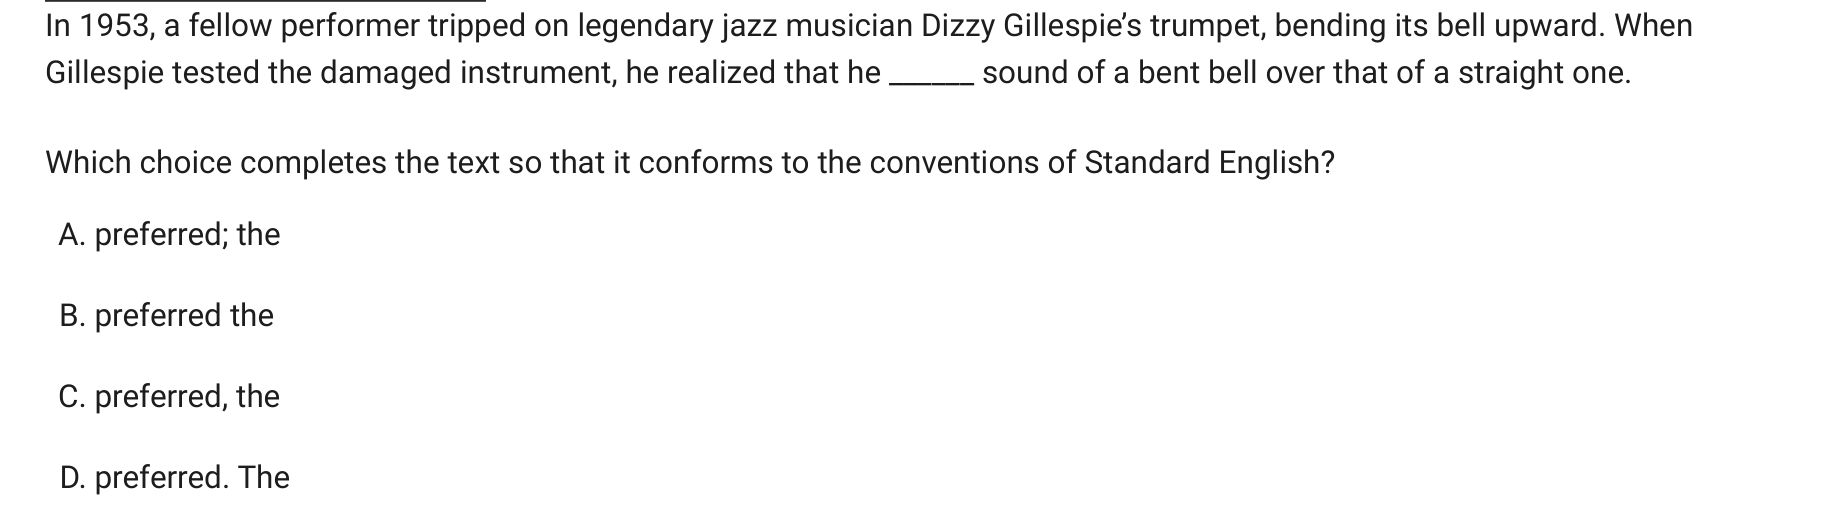 In 1953, a fellow performer tripped on legendary jazz musician Dizzy Gillespie’s trumpet, bending its bell upward. When
Gillespie tested the damaged instrument, he realized that he ______ sound of a bent bell over that of a straight one.
Which choice completes the text so that it conforms to the conventions of Standard English?
A. preferred; the
B. preferred the
C. preferred, the
D. preferred. The